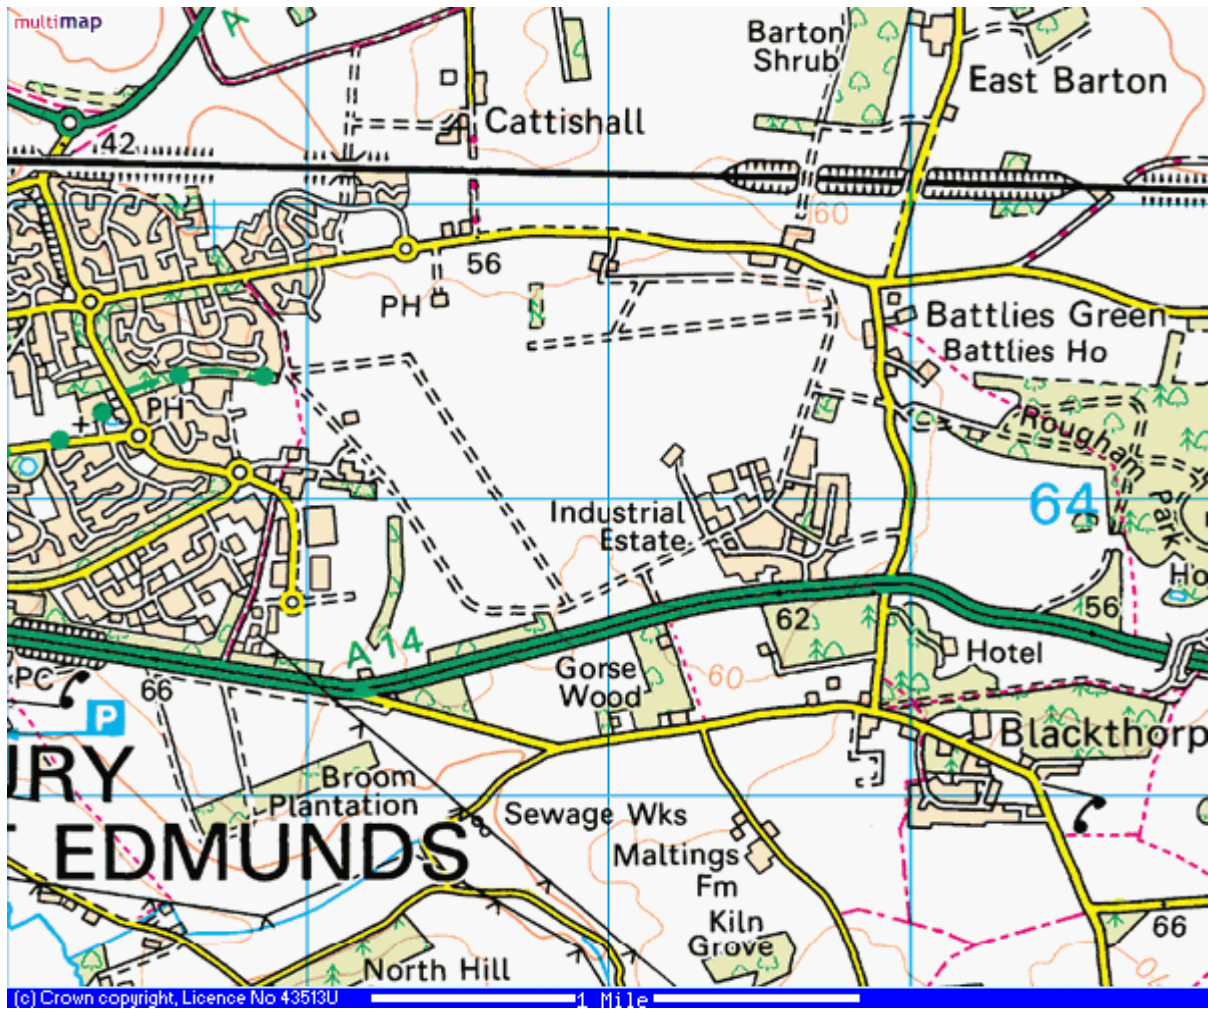 multimap
A
Barton
Shrub
East Barton
Cattishall
42
60
56
PH
Battlies Green
Battlies Ho
PH
Rougham
Park
64
Industrial
Estate
Ho
56
62
A 14
Hotel
Gorse
Wood
60
PC
66
P
Blackthorp
URY
Broom
Plantation
Sewage Wks
EDMUNDS
Maltings
Fm
Kiln
Grove
66
North Hill
(c) Crown copyright, Licence No 43513U
1 Mile